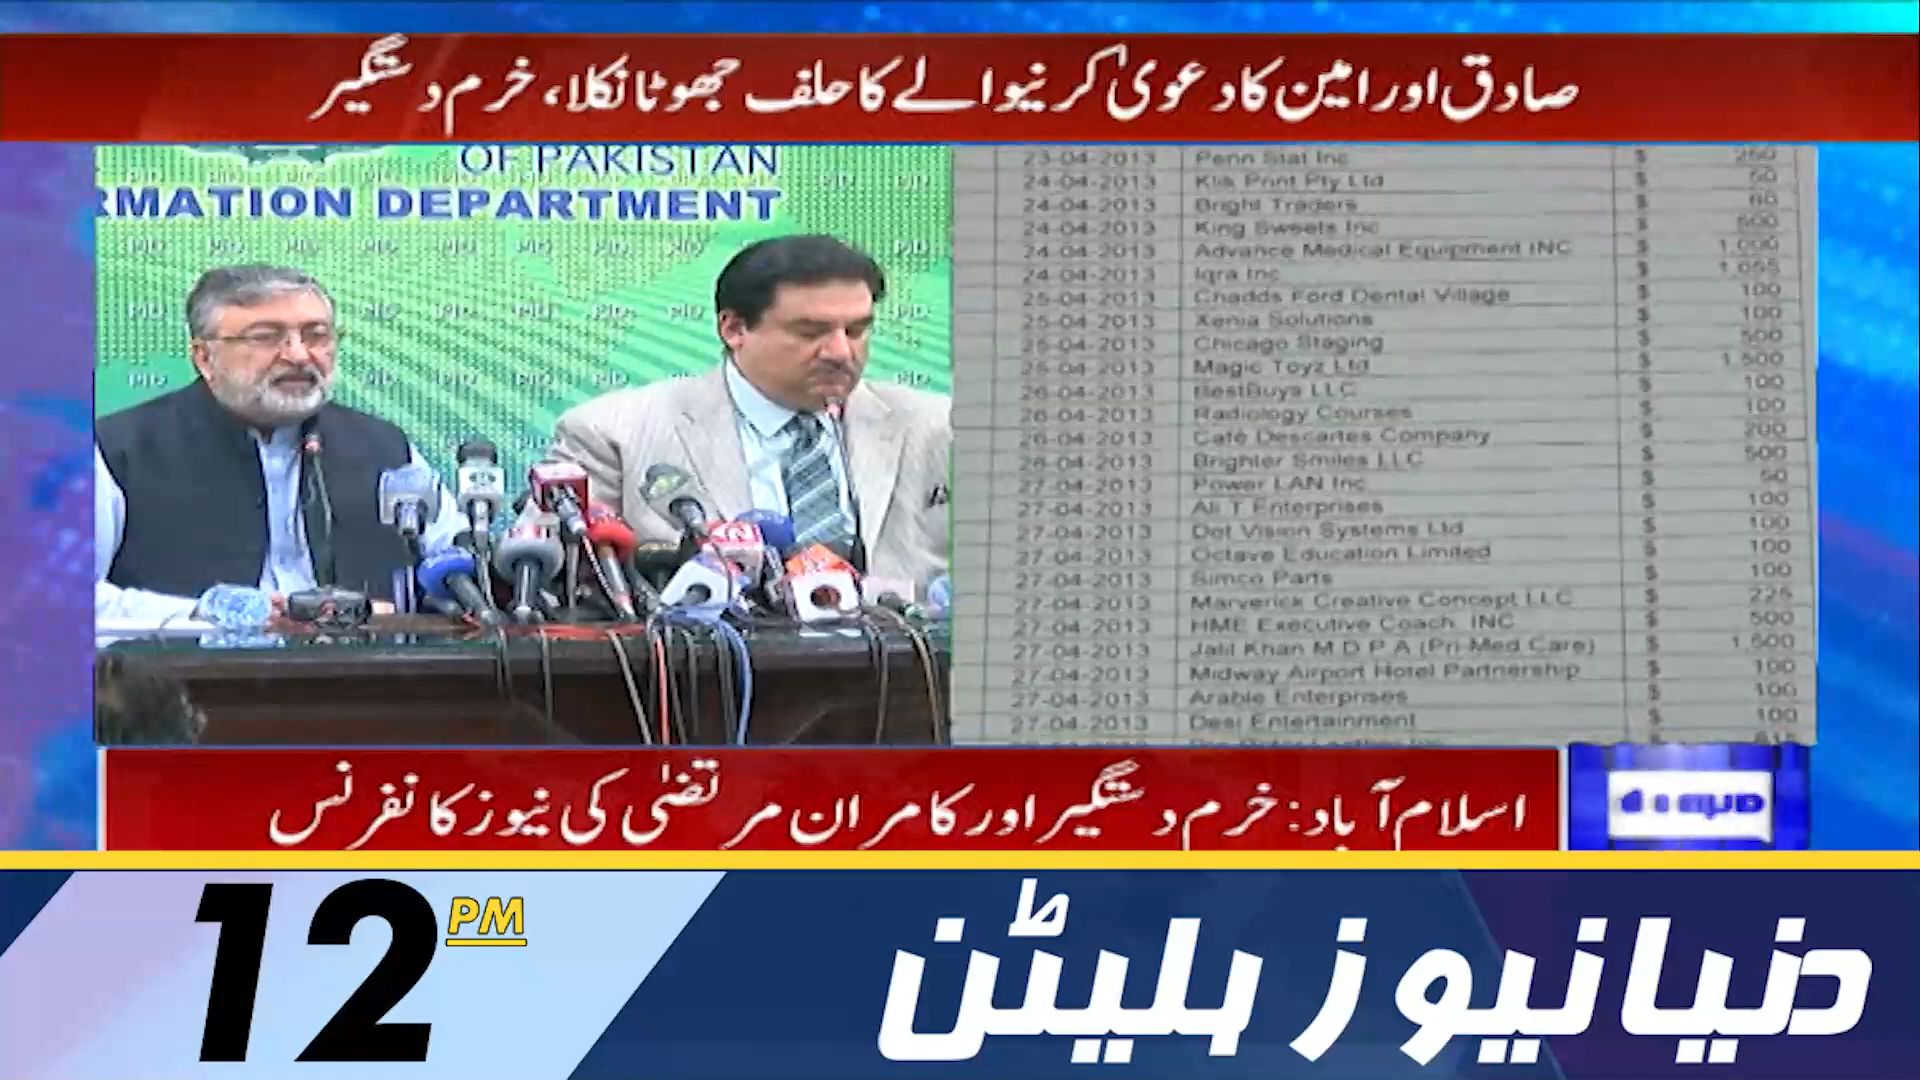 صادق اور امین کا دعویٰ کرنیوالے کا حلف جھوٹا نکلا، خرم دستگیر
OF PAKISTAN
RMATION DEPARTMENT
23-04-2013 Penn Stat Inc $ 250
24-04-2013 Klik Print Pty Ltd $ 50
24-04-2013 Bright Traders $ 60
24-04-2013 King Sweets Inc $ 500
24-04-2013 Advance Medical Equipment INC $ 1,000
24-04-2013 Iqra Inc $ 1,055
25-04-2013 Chadds Ford Dental Village $ 100
25-04-2013 Xenia Solutions $ 100
25-04-2013 Chicago Staging $ 500
25-04-2013 Magic Toyz Ltd $ 1,500
26-04-2013 BestBuys LLC $ 100
26-04-2013 Radiology Courses $ 100
26-04-2013 Café Descartes Company $ 200
26-04-2013 Brighter Smiles LLC $ 500
27-04-2013 Power LAN Inc $ 50
27-04-2013 Ali T Enterprises $ 100
27-04-2013 Dot Vision Systems Ltd $ 100
27-04-2013 Octave Education Limited $ 100
27-04-2013 Simco Parts $ 100
27-04-2013 Marverick Creative Concept LLC $ 225
27-04-2013 HME Executive Coach. INC $ 500
27-04-2013 Jalil Khan M D P A (Pri-Med Care) $ 1,500
27-04-2013 Midway Airport Hotel Partnership $ 100
27-04-2013 Arabie Enterprises $ 100
27-04-2013 Desi Entertainment $ 100
اسلام آباد: خرم دستگیر اور کامران مرتضیٰ کی نیوز کانفرنس
12 PM
دنیا نیوز بلیٹن